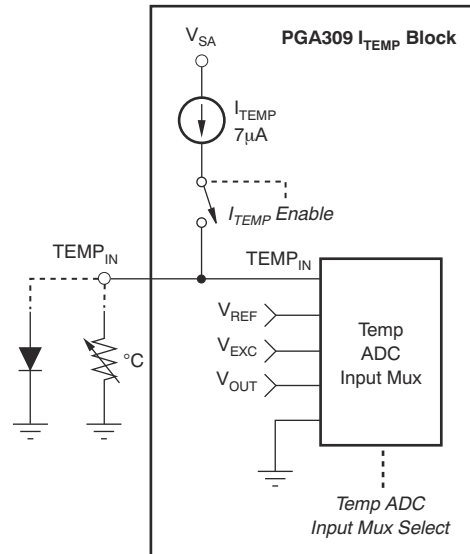 PGA309 I_TEMP Block
V_SA
I_TEMP
7µA
I_TEMP Enable
TEMP_IN
TEMP_IN
°C
V_REF
V_EXC
V_OUT
Temp
ADC
Input Mux
Temp ADC
Input Mux Select